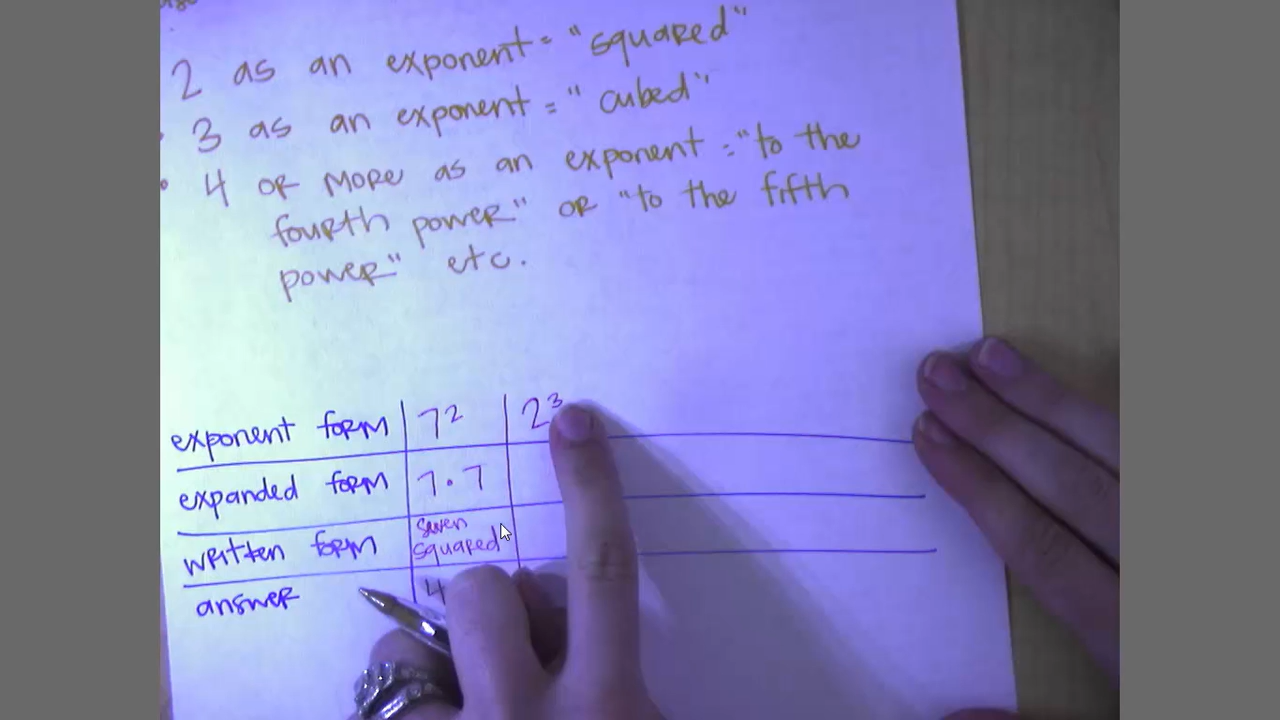 2 as an exponent = "squared"
• 3 as an exponent = "cubed"
• 4 or more as an exponent = "to the
fourth power" or "to the fifth
power" etc.
exponent form 7² 2³
expanded form 7·7
written form seven squared
answer 4